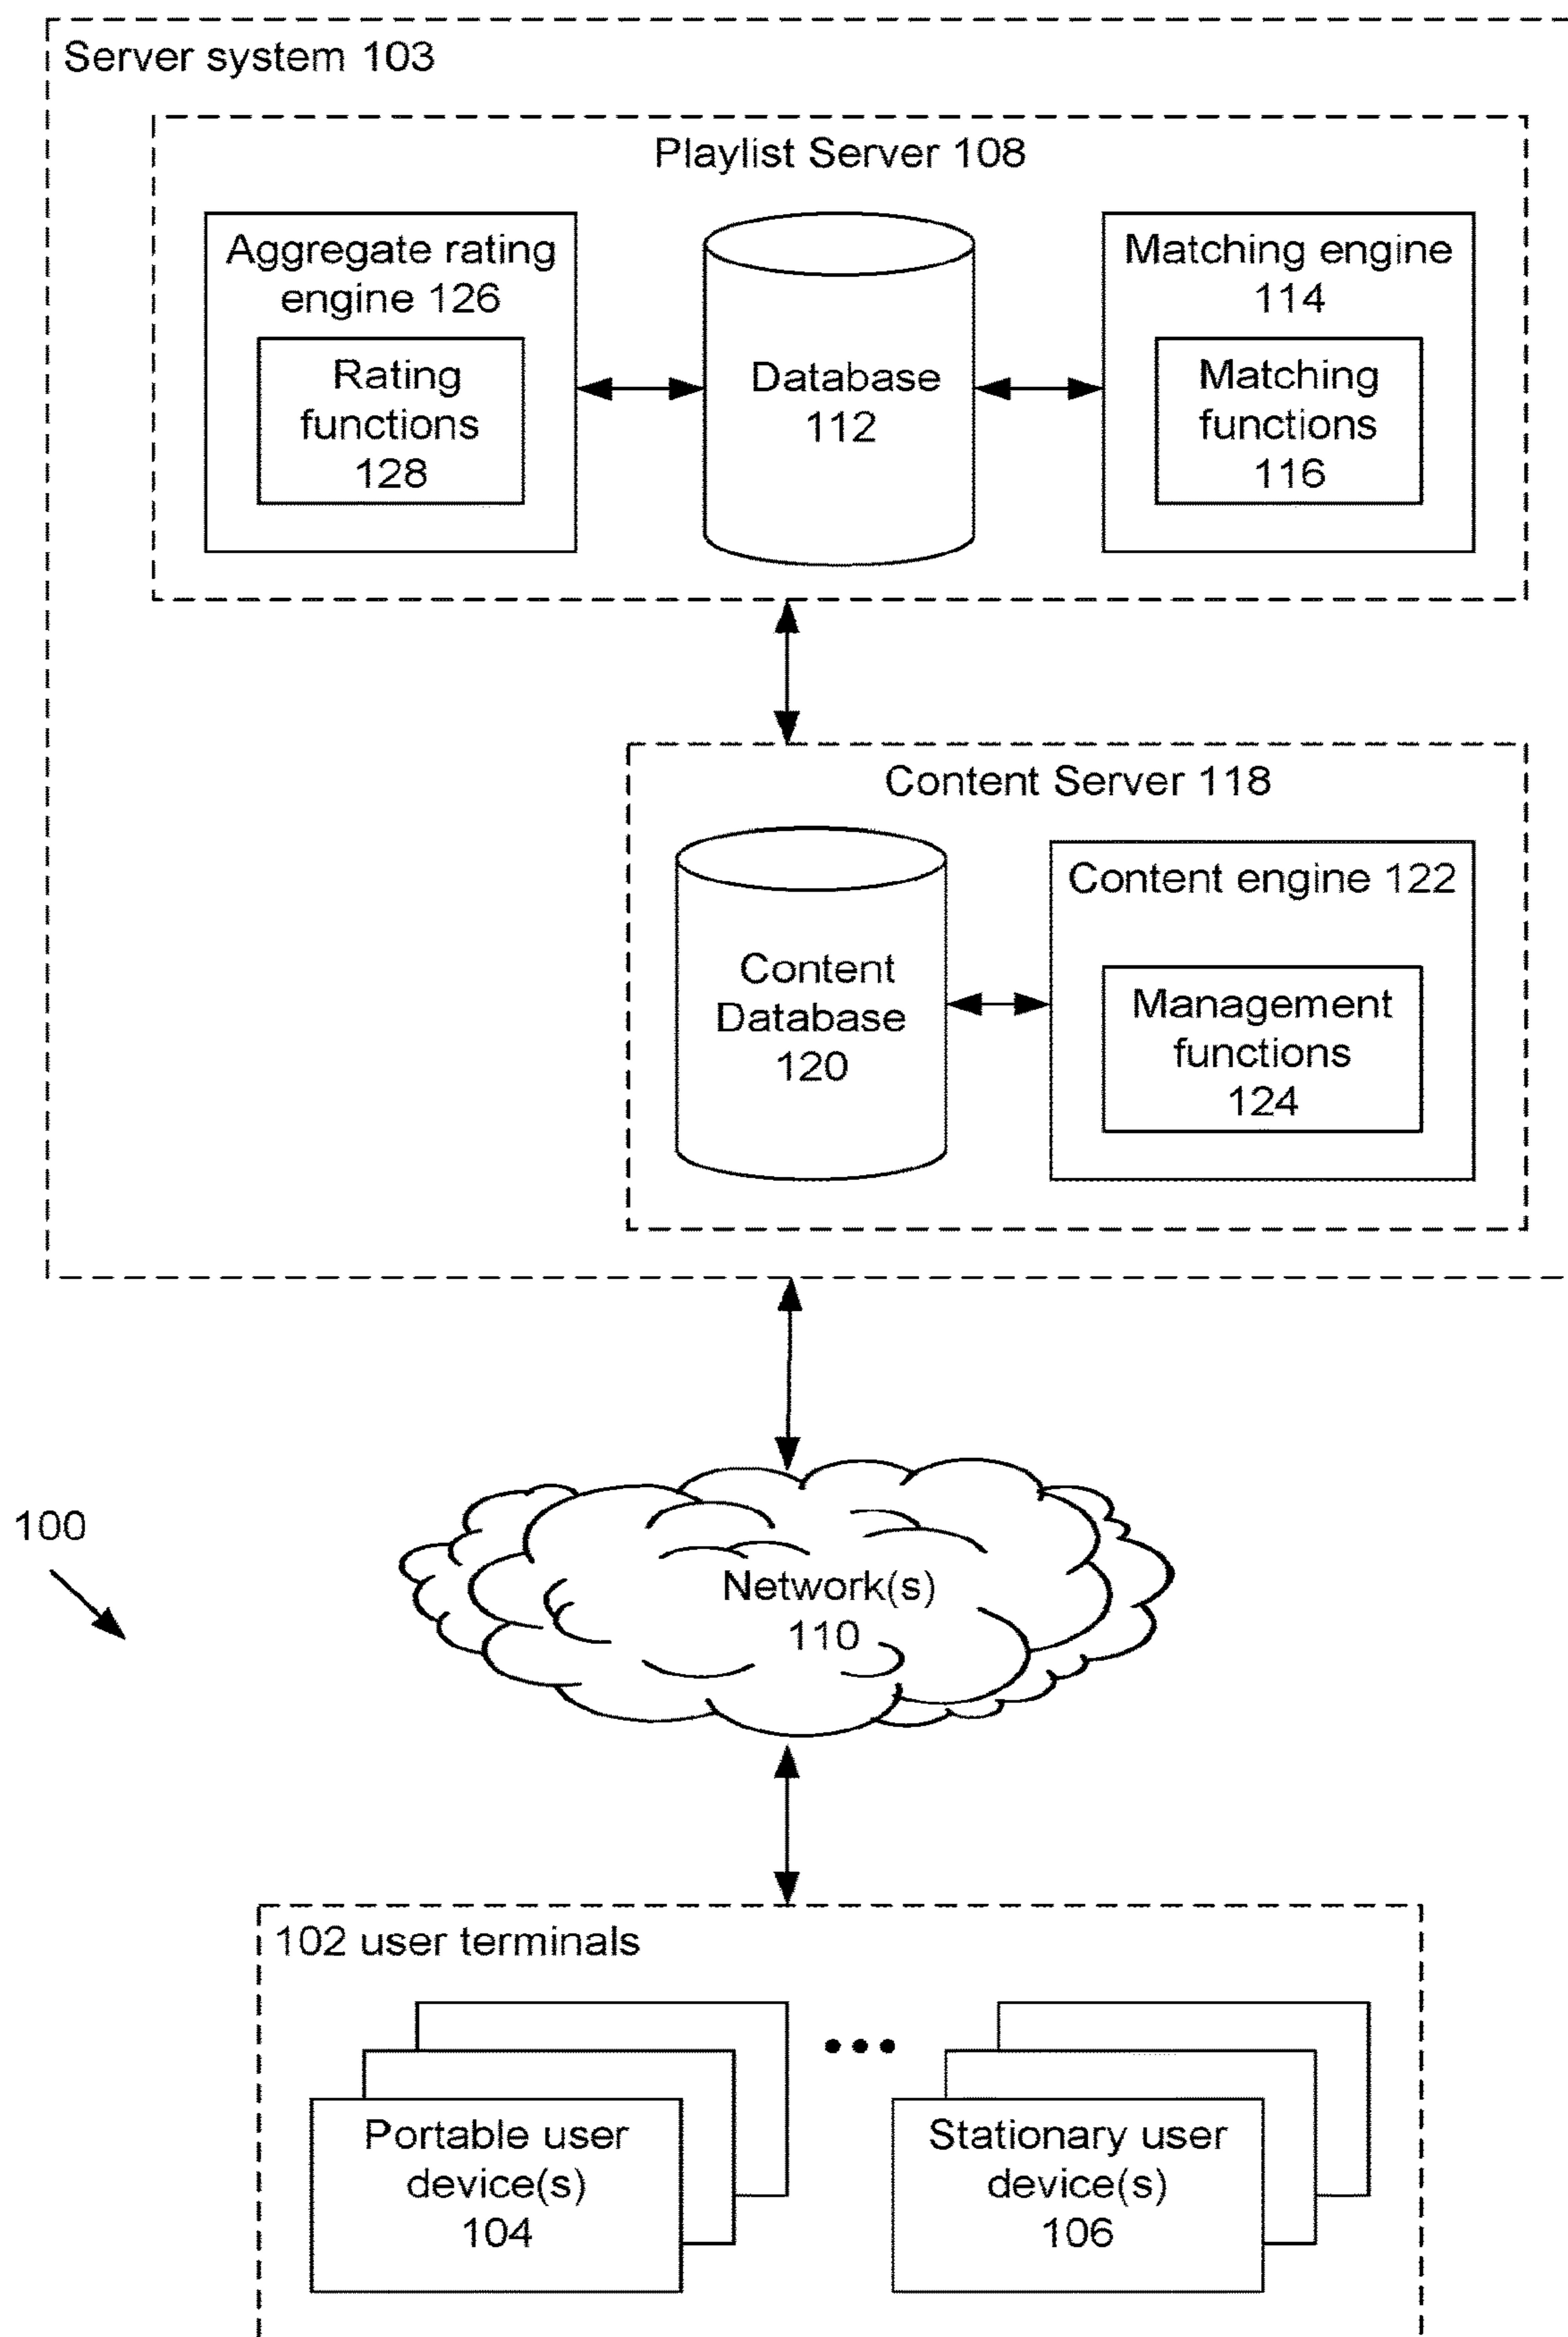 Server system 103
Playlist Server 108
Aggregate rating
engine 126
Rating
functions
128
Database
112
Matching engine
114
Matching
functions
116
Content Server 118
Content
Database
120
Content engine 122
Management
functions
124
100
Network(s)
110
102 user terminals
Portable user
device(s)
104
Stationary user
device(s)
106